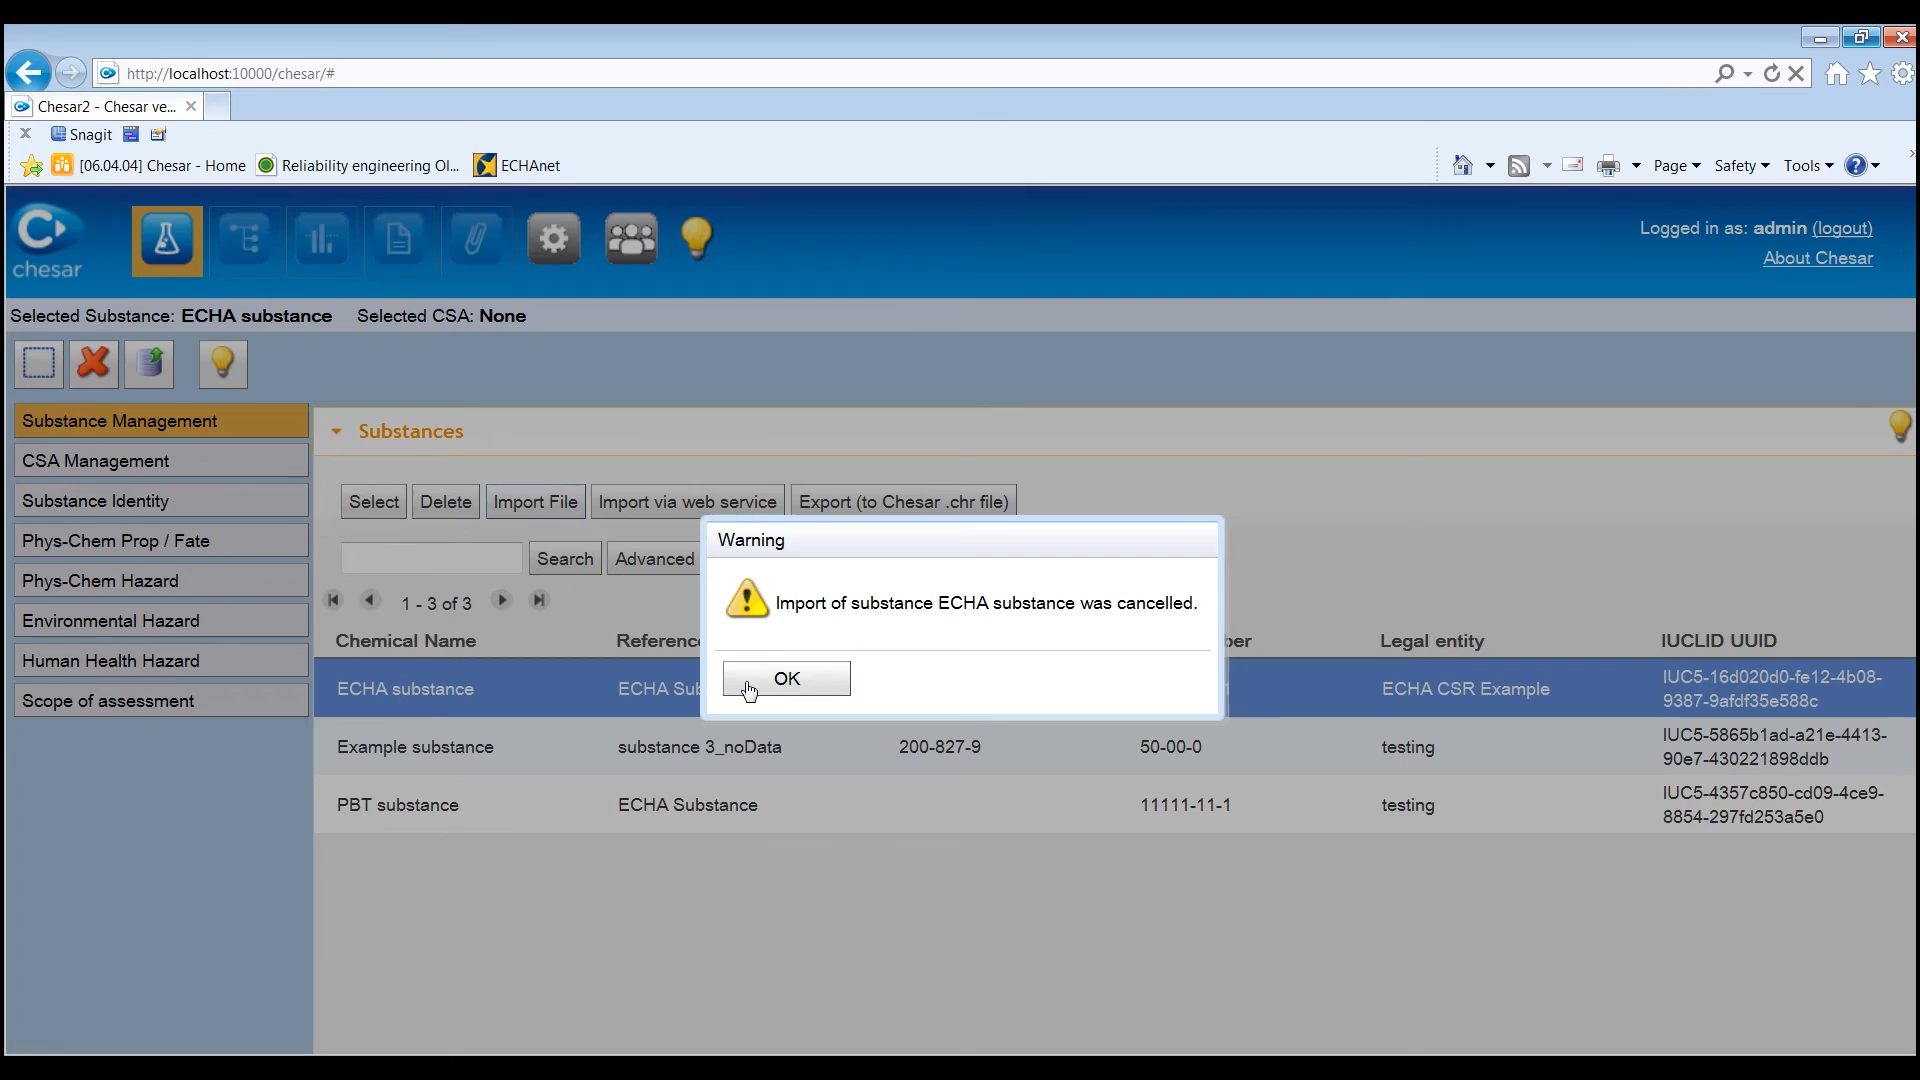 http://localhost:10000/chesar/#
Chesar2 - Chesar ve...
Snagit
[06.04.04] Chesar - Home
Reliability engineering Ol...
ECHAnet
Page
Safety
Tools
chesar
Logged in as: admin (logout)
About Chesar
Selected Substance: ECHA substance
Selected CSA: None
Substance Management
CSA Management
Substance Identity
Phys-Chem Prop / Fate
Phys-Chem Hazard
Environmental Hazard
Human Health Hazard
Scope of assessment
Substances
Select
Delete
Import File
Import via web service
Export (to Chesar .chr file)
Search
Advanced
1 - 3 of 3
Warning
Import of substance ECHA substance was cancelled.
OK
Chemical Name
Legal entity
IUCLID UUID
ECHA substance
ECHA
ECHA CSR Example
IUC5-16d020d0-fe12-4b08-
9387-9afdf35e588c
Example substance
substance 3_noData
200-827-9
50-00-0
testing
IUC5-5865b1ad-a21e-4413-
90e7-430221898ddb
PBT substance
ECHA Substance
11111-11-1
testing
IUC5-4357c850-cd09-4ce9-
8854-297fd253a5e0